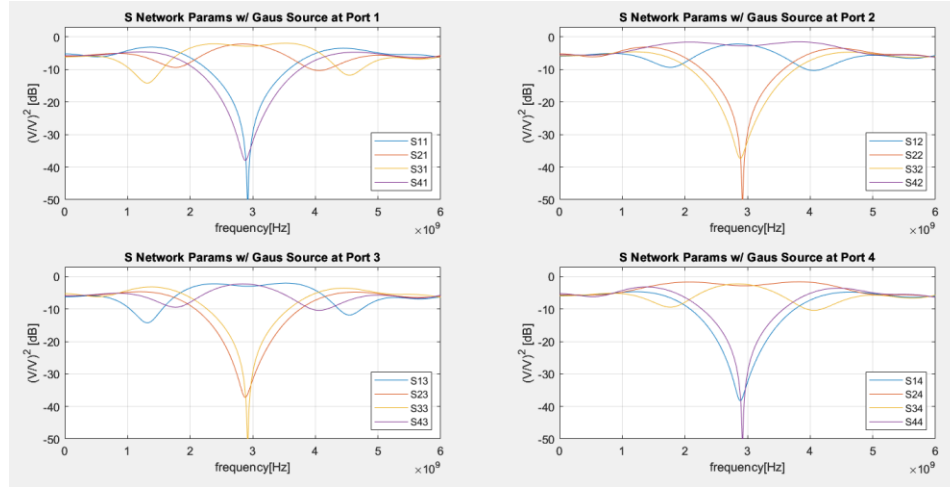 S Network Params w/ Gaus Source at Port 1
0
-10
-20
-30
-40
-50
(V/V)^2 [dB]
S11
S21
S31
S41
0 1 2 3 4 5 6
frequency[Hz]
×10^9
S Network Params w/ Gaus Source at Port 2
0
-10
-20
-30
-40
-50
(V/V)^2 [dB]
S12
S22
S32
S42
0 1 2 3 4 5 6
frequency[Hz]
×10^9
S Network Params w/ Gaus Source at Port 3
0
-10
-20
-30
-40
-50
(V/V)^2 [dB]
S13
S23
S33
S43
0 1 2 3 4 5 6
frequency[Hz]
×10^9
S Network Params w/ Gaus Source at Port 4
0
-10
-20
-30
-40
-50
(V/V)^2 [dB]
S14
S24
S34
S44
0 1 2 3 4 5 6
frequency[Hz]
×10^9